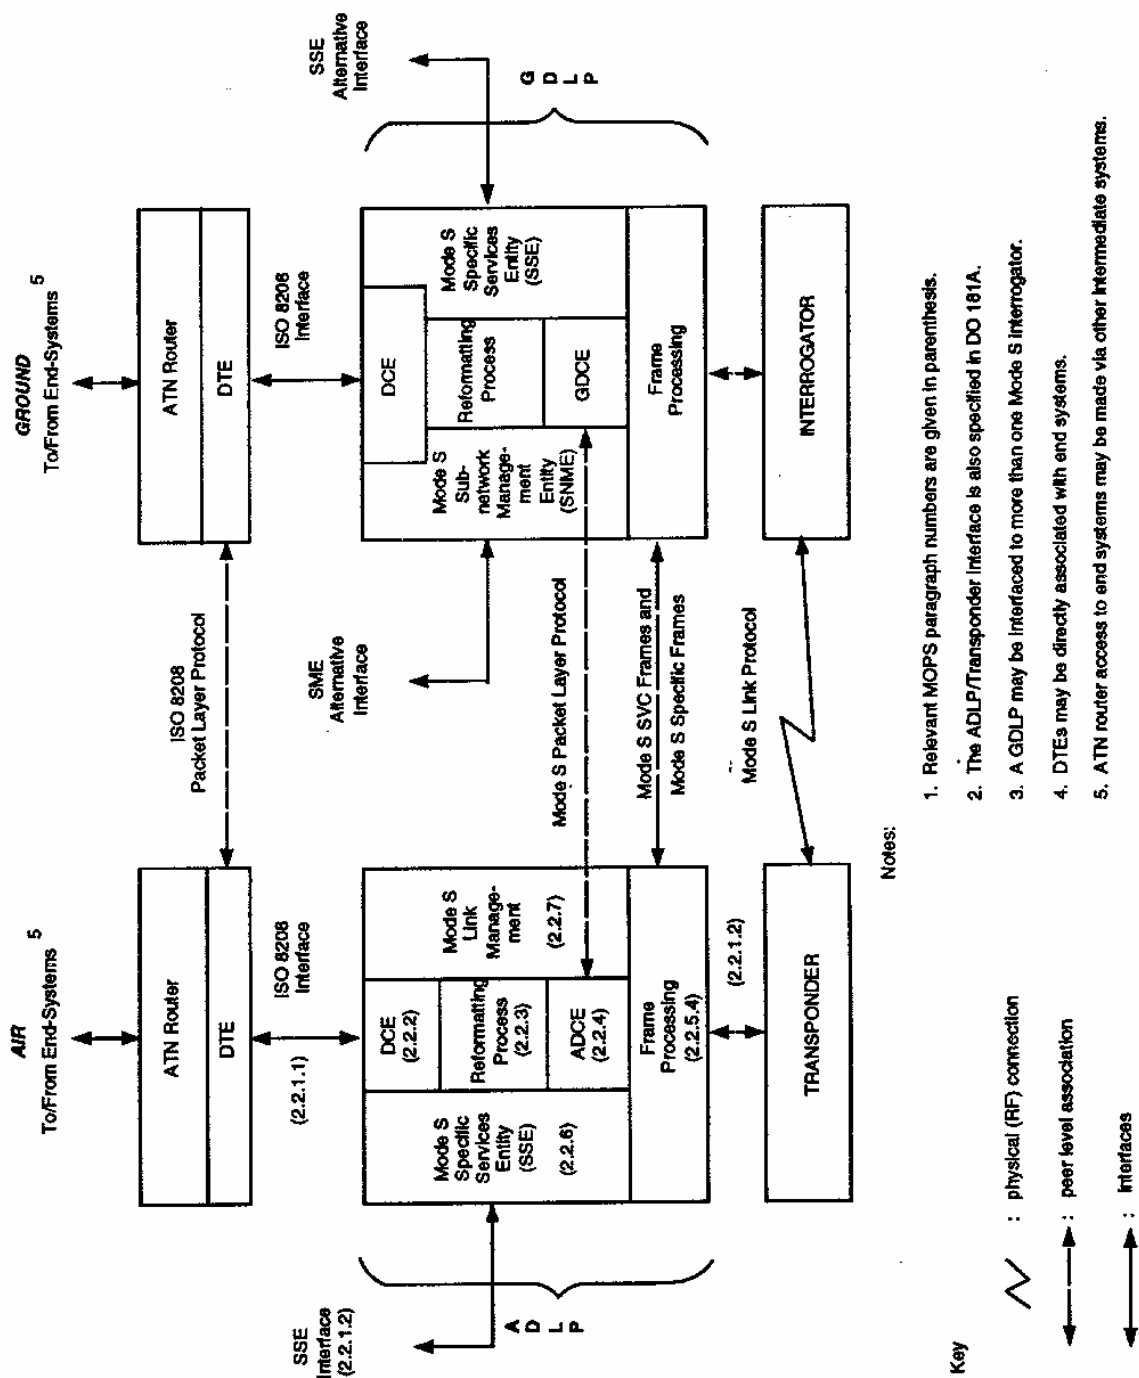 AIR
To/From End-Systems 5
ATN Router
DTE
(2.2.1.1)
ISO 8208
Interface
SSE
Interface
(2.2.1.2)
A
D
L
P
Mode S
Specific
Services
Entity
(SSE)
(2.2.6)
DCE
(2.2.2)
Reformatting
Process
(2.2.3)
ADCE
(2.2.4)
Mode S
Link
Manage-
ment
(2.2.7)
Frame
Processing
(2.2.5.4)
(2.2.1.2)
TRANSPONDER
ISO 8208
Packet Layer Protocol
SME
Alternative
Interface
Mode S Packet Layer Protocol
Mode S SVC Frames and
Mode S Specific Frames
Mode S Link Protocol
GROUND
To/From End-Systems 5
ATN Router
DTE
ISO 8208
Interface
SSE
Alternative
Interface
Mode S
Sub-
network
Manage-
ment
Entity
(SNME)
DCE
Reformatting
Process
GDCE
Mode S
Specific
Services
Entity
(SSE)
Frame
Processing
G
D
L
P
INTERROGATOR
Notes:
1. Relevant MOPS paragraph numbers are given in parenthesis.
2. The ADLP/Transponder Interface is also specified in DO 181A.
3. A GDLP may be interfaced to more than one Mode S Interrogator.
4. DTEs may be directly associated with end systems.
5. ATN router access to end systems may be made via other intermediate systems.
Key
: physical (RF) connection
: peer level association
: Interfaces